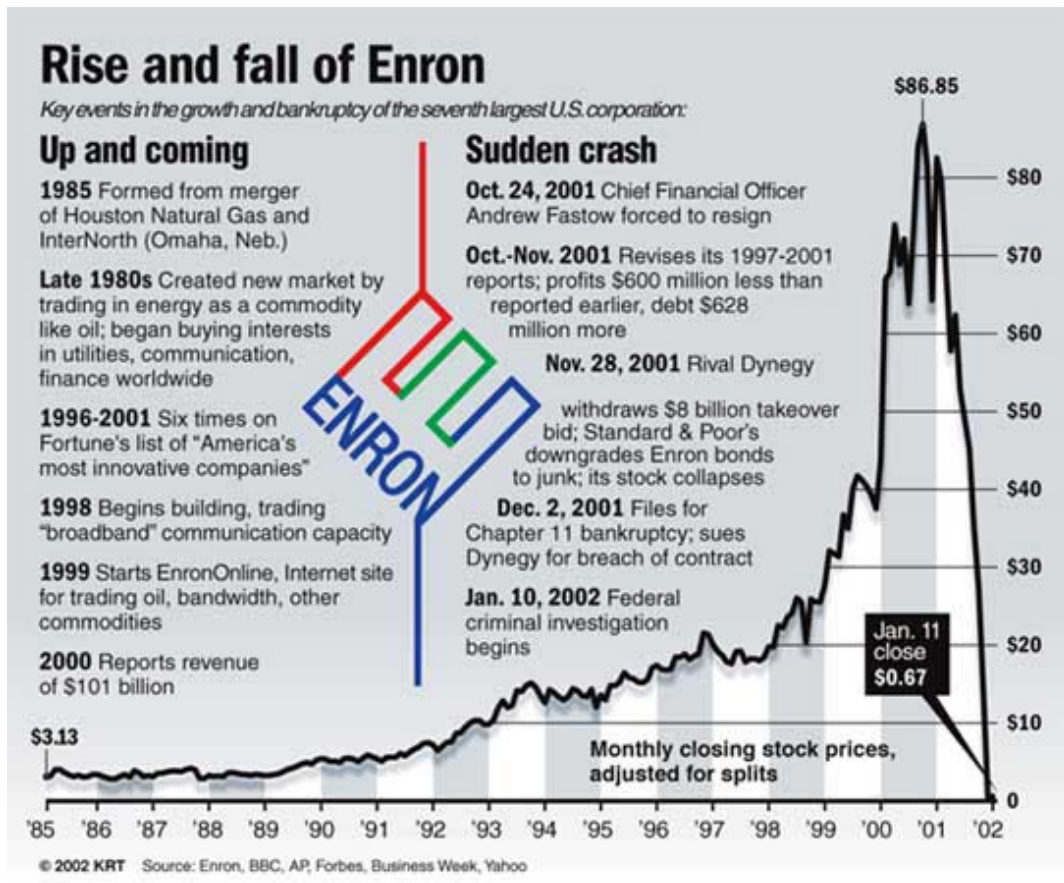 Rise and fall of Enron
Key events in the growth and bankruptcy of the seventh largest U.S. corporation:
Up and coming
1985 Formed from merger
of Houston Natural Gas and
InterNorth (Omaha, Neb.)
Late 1980s Created new market by
trading in energy as a commodity
like oil; began buying interests
in utilities, communication,
finance worldwide
1996-2001 Six times on
Fortune's list of "America's
most innovative companies"
1998 Begins building, trading
"broadband" communication capacity
1999 Starts EnronOnline, Internet site
for trading oil, bandwidth, other
commodities
2000 Reports revenue
of $101 billion
ENRON
Sudden crash
Oct. 24, 2001 Chief Financial Officer
Andrew Fastow forced to resign
Oct.-Nov. 2001 Revises its 1997-2001
reports; profits $600 million less than
reported earlier, debt $628
million more
Nov. 28, 2001 Rival Dynegy
withdraws $8 billion takeover
bid; Standard & Poor's
downgrades Enron bonds
to junk; its stock collapses
Dec. 2, 2001 Files for
Chapter 11 bankruptcy; sues
Dynegy for breach of contract
Jan. 10, 2002 Federal
criminal investigation
begins
$86.85
$80
$70
$60
$50
$40
$30
$20
$10
0
Jan. 11
close
$0.67
$3.13
Monthly closing stock prices,
adjusted for splits
'85 '86 '87 '88 '89 '90 '91 '92 '93 '94 '95 '96 '97 '98 '99 '00 '01 '02
© 2002 KRT Source: Enron, BBC, AP, Forbes, Business Week, Yahoo